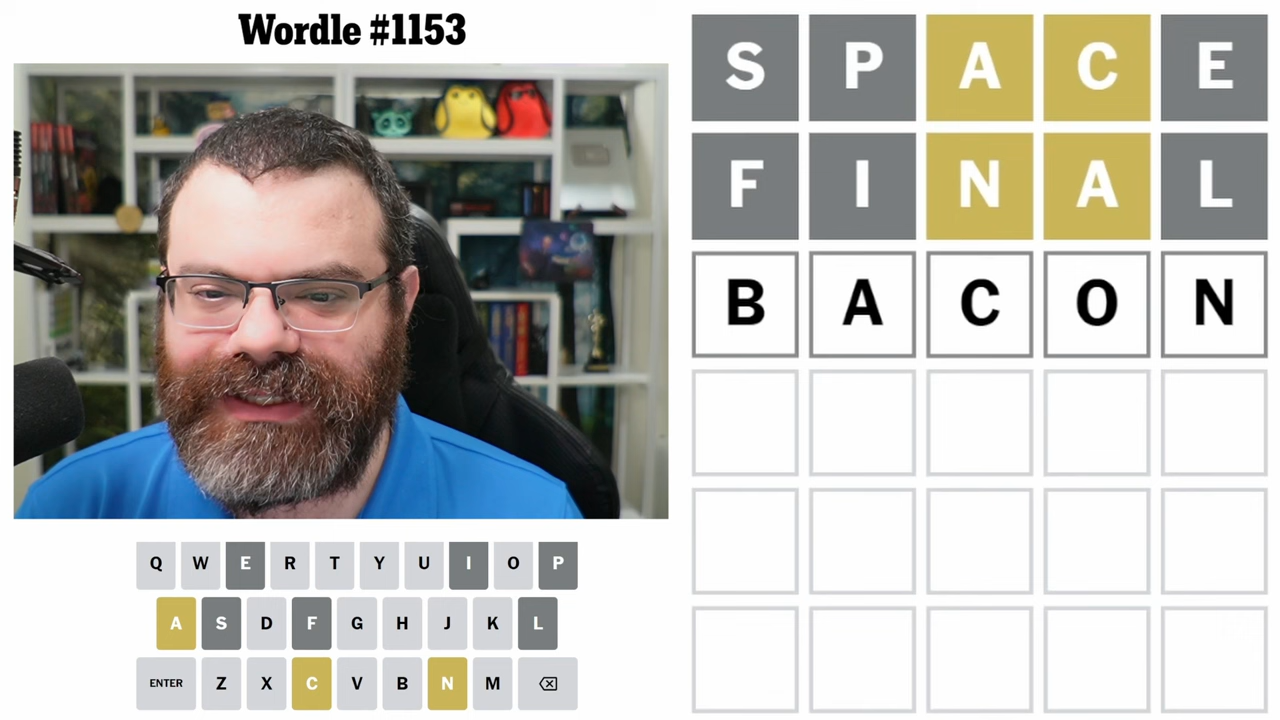 Wordle #1153
S P A C E
F I N A L
B A C O N
Q W E R T Y U I O P
A S D F G H J K L
ENTER Z X C V B N M